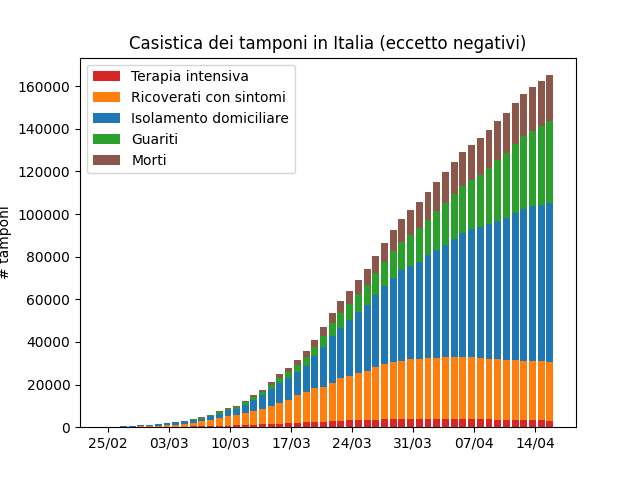 Casistica dei tamponi in Italia (eccetto negativi)
Terapia intensiva
Ricoverati con sintomi
Isolamento domiciliare
Guariti
Morti
160000
140000
120000
100000
80000
60000
40000
20000
0
# tamponi
25/02 03/03 10/03 17/03 24/03 31/03 07/04 14/04